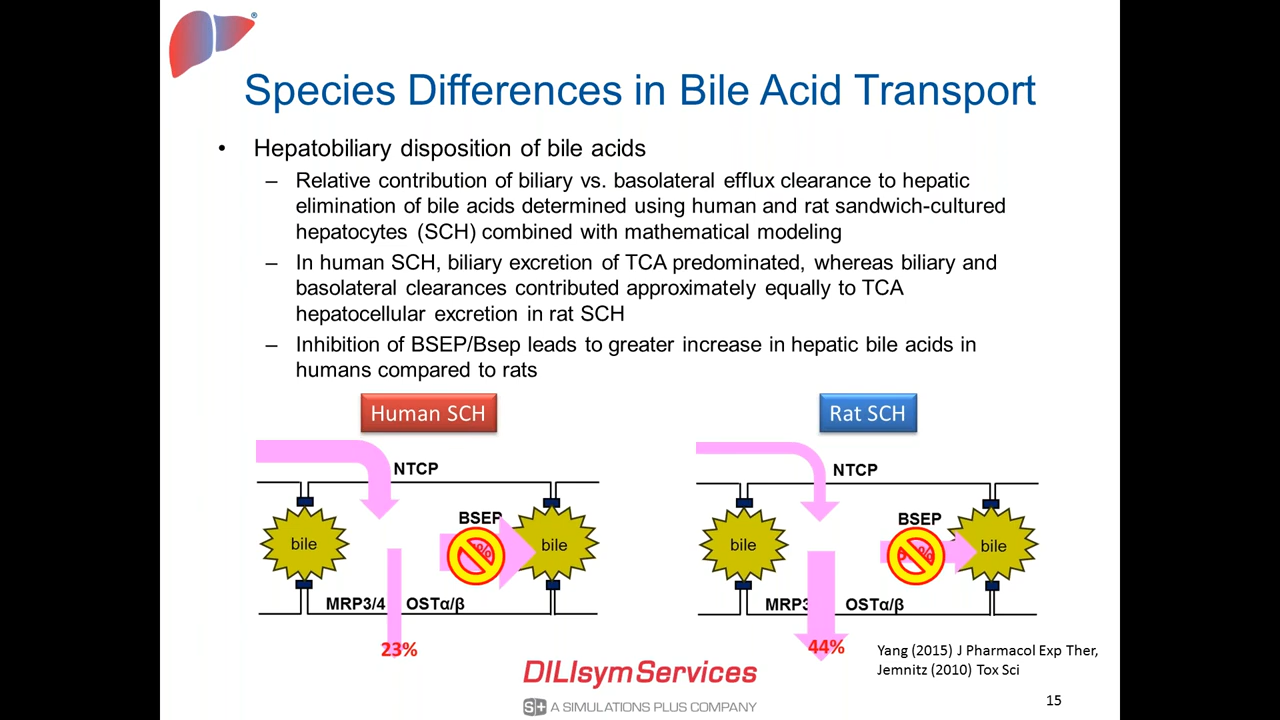 Species Differences in Bile Acid Transport
• Hepatobiliary disposition of bile acids
– Relative contribution of biliary vs. basolateral efflux clearance to hepatic
elimination of bile acids determined using human and rat sandwich-cultured
hepatocytes (SCH) combined with mathematical modeling
– In human SCH, biliary excretion of TCA predominated, whereas biliary and
basolateral clearances contributed approximately equally to TCA
hepatocellular excretion in rat SCH
– Inhibition of BSEP/Bsep leads to greater increase in hepatic bile acids in
humans compared to rats
Human SCH
Rat SCH
NTCP
NTCP
BSEP
BSEP
bile
bile
bile
bile
MRP3/4
OSTα/β
MRP3
OSTα/β
23%
44%
Yang (2015) J Pharmacol Exp Ther,
Jemnitz (2010) Tox Sci
DILIsymServices
S+ A SIMULATIONS PLUS COMPANY
15